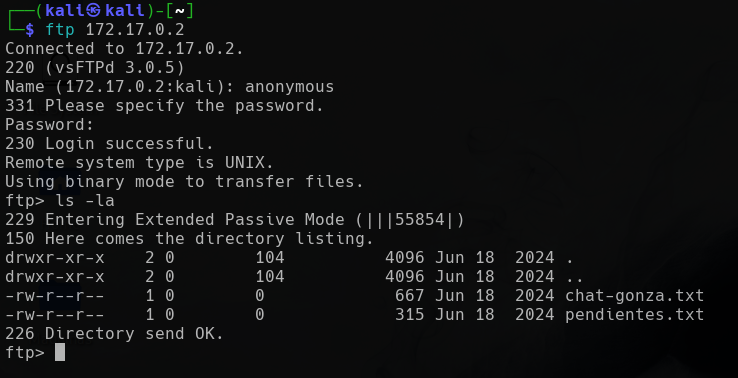 ┌──(kali㉿kali)-[~]
└─$ ftp 172.17.0.2
Connected to 172.17.0.2.
220 (vsFTPd 3.0.5)
Name (172.17.0.2:kali): anonymous
331 Please specify the password.
Password:
230 Login successful.
Remote system type is UNIX.
Using binary mode to transfer files.
ftp> ls -la
229 Entering Extended Passive Mode (|||55854|)
150 Here comes the directory listing.
drwxr-xr-x    2 0        104          4096 Jun 18  2024 .
drwxr-xr-x    2 0        104          4096 Jun 18  2024 ..
-rw-r--r--    1 0        0             667 Jun 18  2024 chat-gonza.txt
-rw-r--r--    1 0        0             315 Jun 18  2024 pendientes.txt
226 Directory send OK.
ftp>